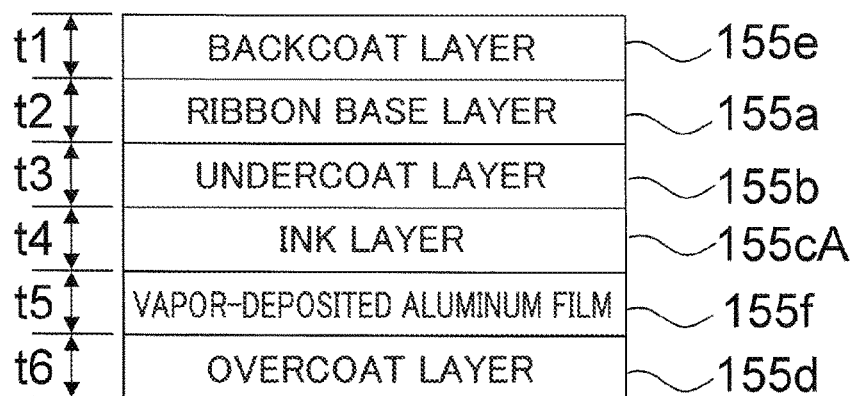 t1 BACKCOAT LAYER 155e
t2 RIBBON BASE LAYER 155a
t3 UNDERCOAT LAYER 155b
t4 INK LAYER 155cA
t5 VAPOR-DEPOSITED ALUMINUM FILM 155f
t6 OVERCOAT LAYER 155d